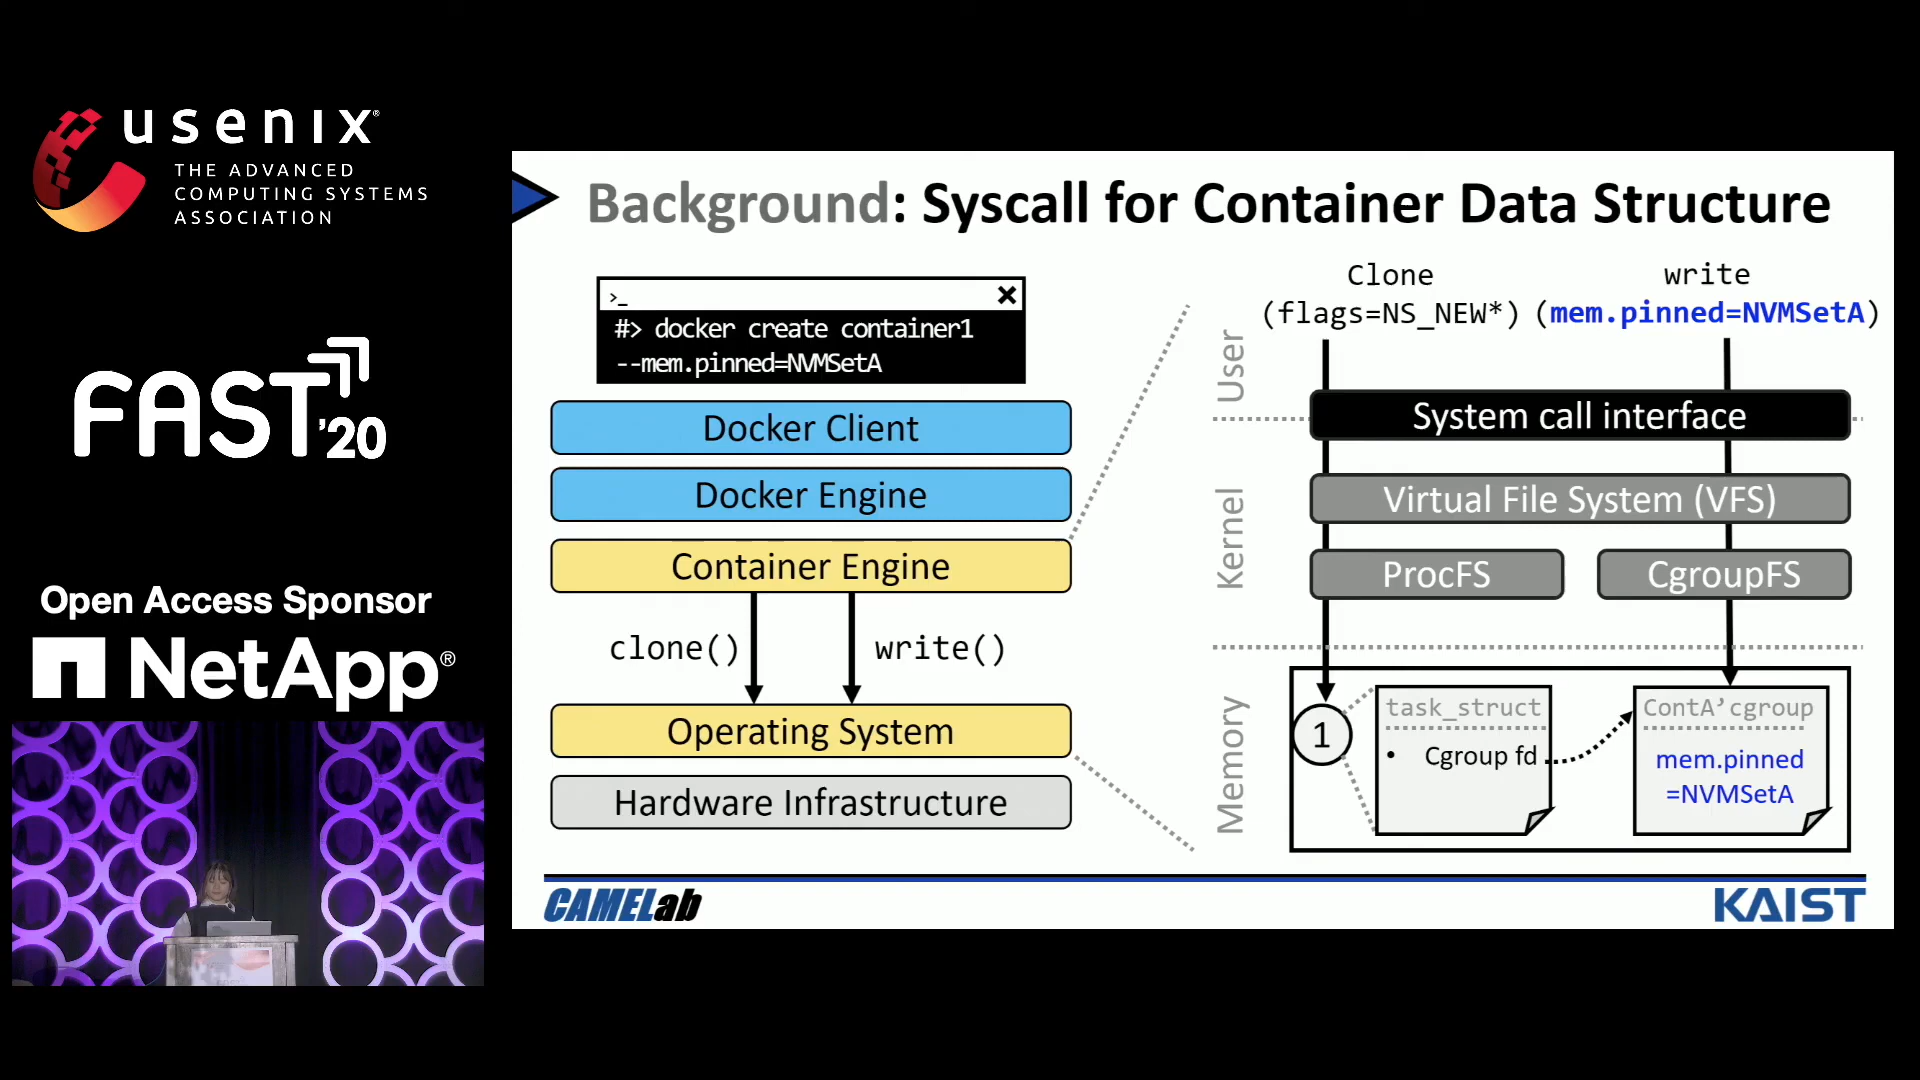 usenix®
THE ADVANCED
COMPUTING SYSTEMS
ASSOCIATION
FAST'20
Open Access Sponsor
NetApp®
Background: Syscall for Container Data Structure
›_
#> docker create container1
--mem.pinned=NVMSetA
Docker Client
Docker Engine
Container Engine
clone()
write()
Operating System
Hardware Infrastructure
Clone
(flags=NS_NEW*)
write
(mem.pinned=NVMSetA)
User
System call interface
Kernel
Virtual File System (VFS)
ProcFS
CgroupFS
Memory
1
task_struct
• Cgroup fd
ContA’cgroup
mem.pinned
=NVMSetA
CAMELab
KAIST